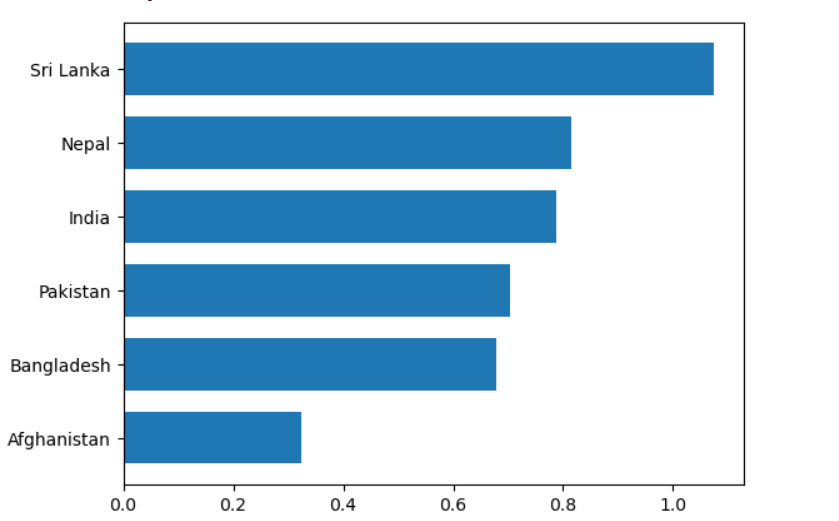 Sri Lanka
Nepal
India
Pakistan
Bangladesh
Afghanistan
0.0 0.2 0.4 0.6 0.8 1.0